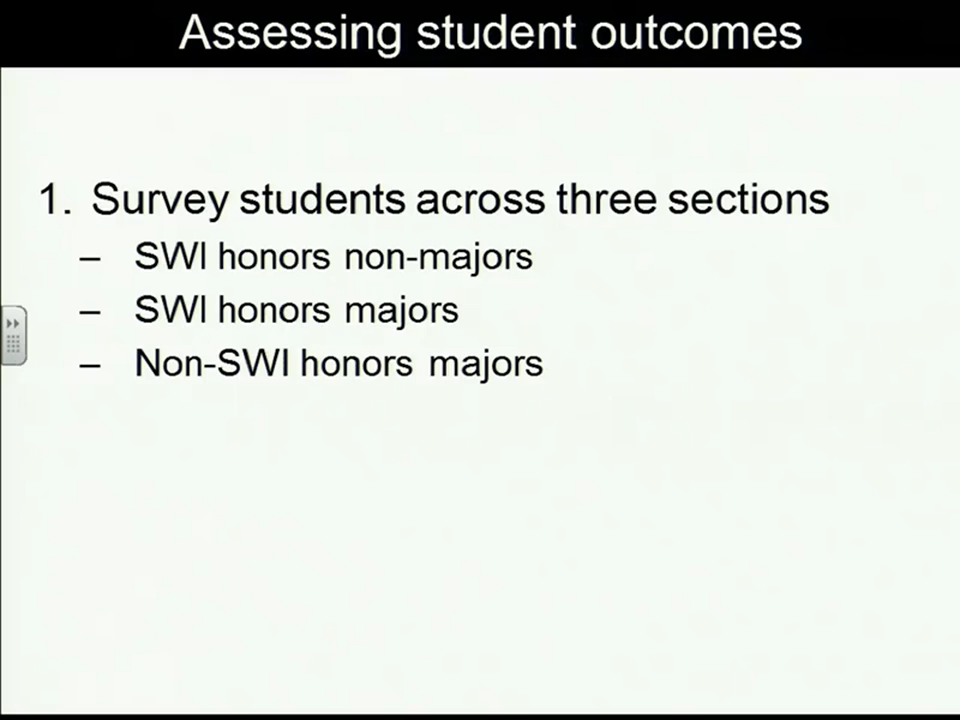 Assessing student outcomes
1. Survey students across three sections
– SWI honors non-majors
– SWI honors majors
– Non-SWI honors majors